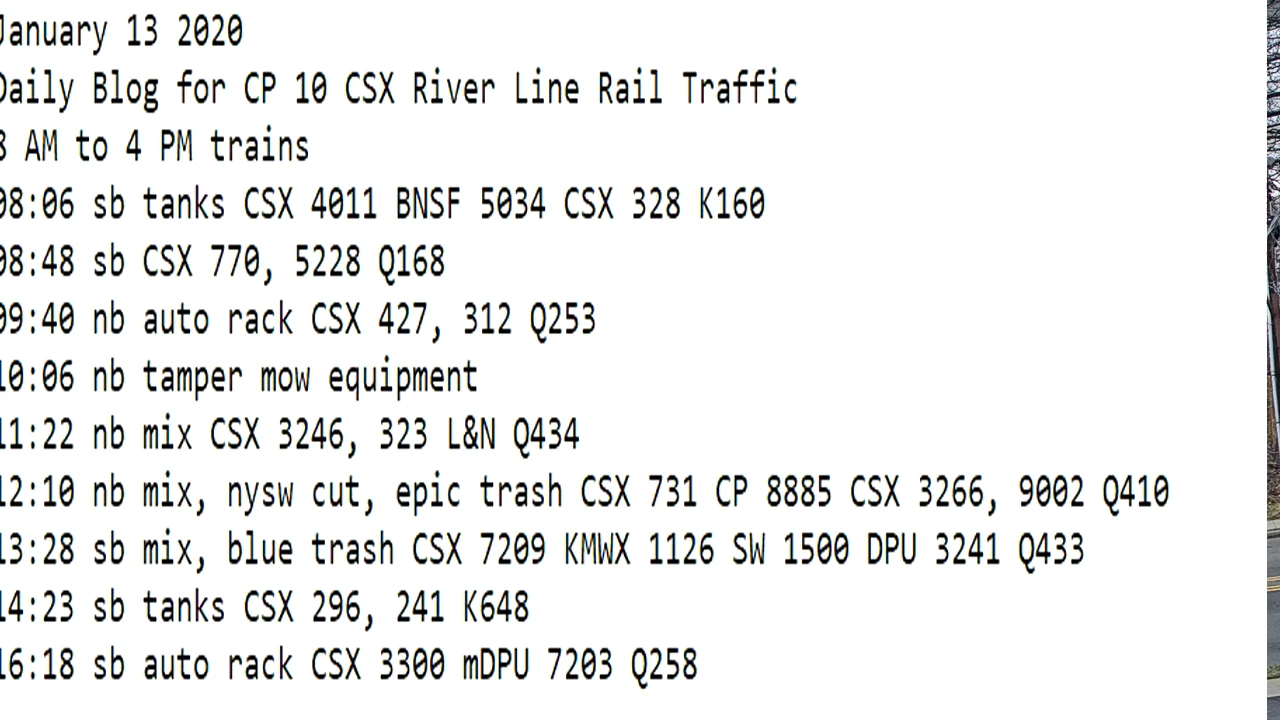 January 13 2020
Daily Blog for CP 10 CSX River Line Rail Traffic
8 AM to 4 PM trains
08:06 sb tanks CSX 4011 BNSF 5034 CSX 328 K160
08:48 sb CSX 770, 5228 Q168
09:40 nb auto rack CSX 427, 312 Q253
10:06 nb tamper mow equipment
11:22 nb mix CSX 3246, 323 L&N Q434
12:10 nb mix, nysw cut, epic trash CSX 731 CP 8885 CSX 3266, 9002 Q410
13:28 sb mix, blue trash CSX 7209 KMWX 1126 SW 1500 DPU 3241 Q433
14:23 sb tanks CSX 296, 241 K648
16:18 sb auto rack CSX 3300 mDPU 7203 Q258